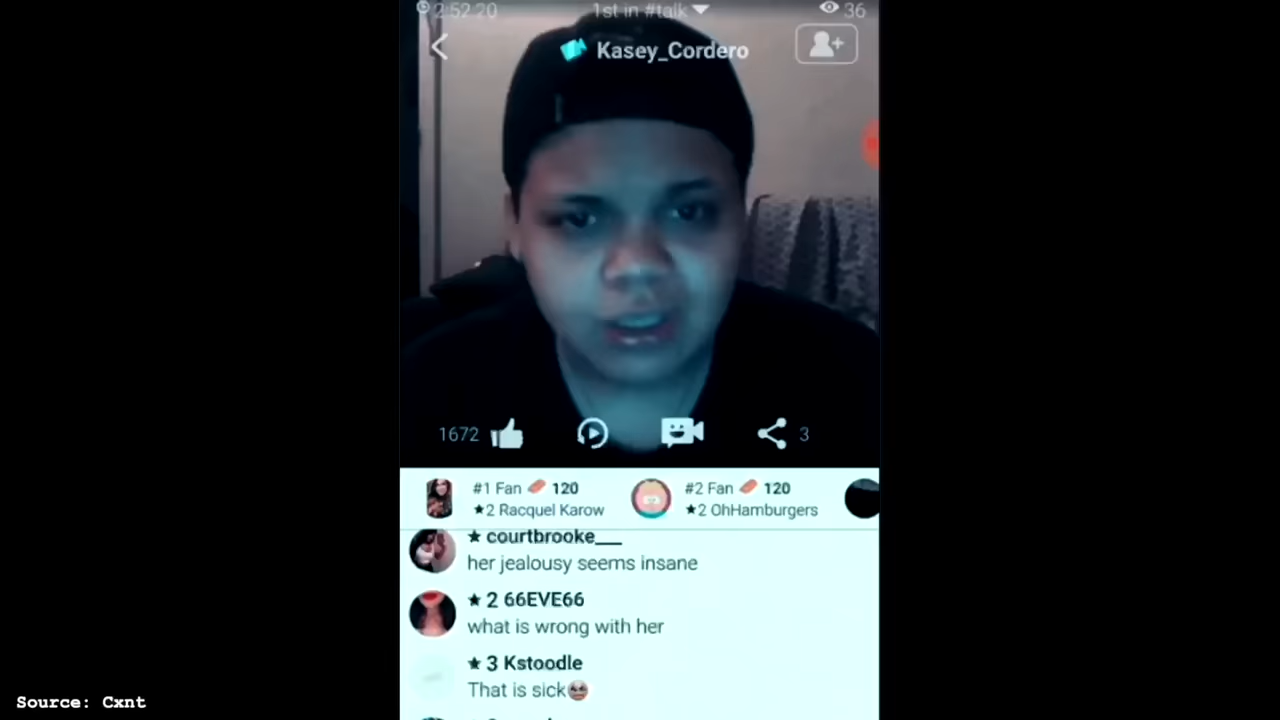 2:52:20 1st in #talk 36
Kasey_Cordero
1672 3
#1 Fan 120 #2 Fan 120
★2 Racquel Karow ★2 OhHamburgers
★ courtbrooke___
her jealousy seems insane
★ 2 66EVE66
what is wrong with her
★ 3 Kstoodle
That is sick
Source: Cxnt